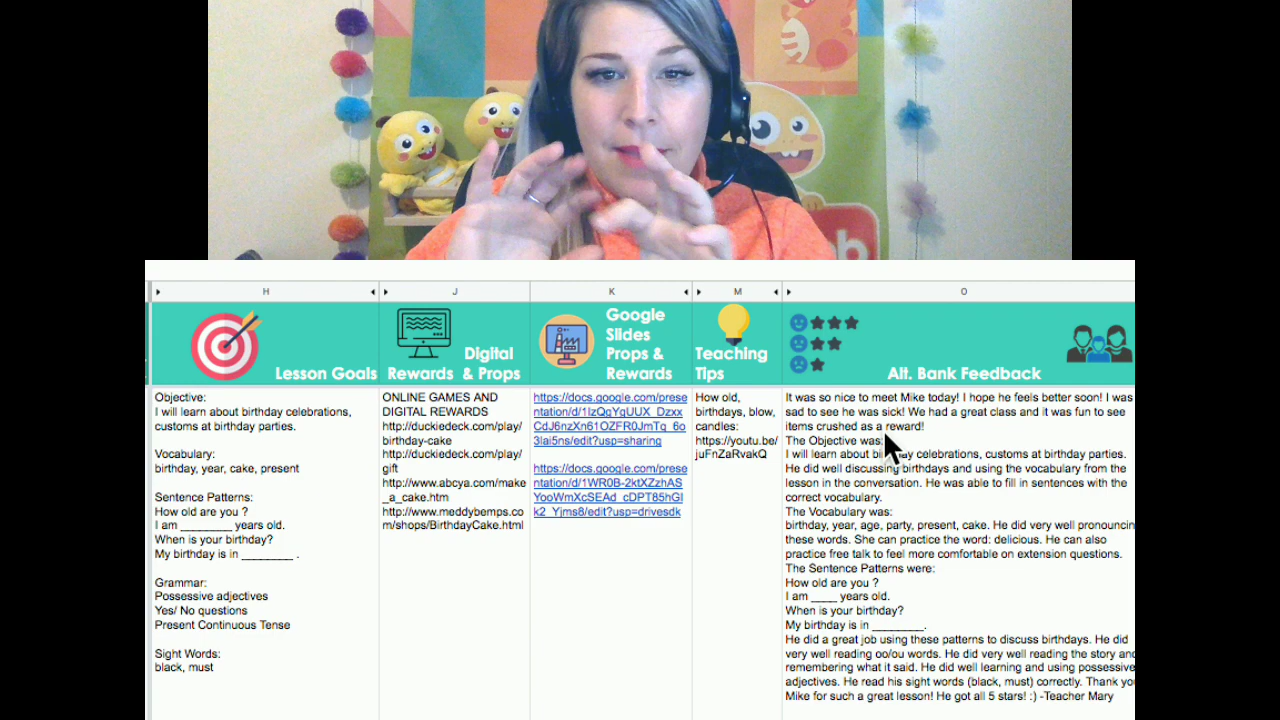 H
J
K
M
O
Lesson Goals
Digital
Rewards & Props
Google
Slides
Props &
Rewards
Teaching
Tips
Alt. Bank Feedback
Objective:
I will learn about birthday celebrations,
customs at birthday parties.
Vocabulary:
birthday, year, cake, present
Sentence Patterns:
How old are you ?
I am ________ years old.
When is your birthday?
My birthday is in ________ .
Grammar:
Possessive adjectives
Yes/ No questions
Present Continuous Tense
Sight Words:
black, must
ONLINE GAMES AND
DIGITAL REWARDS
http://duckiedeck.com/play/
birthday-cake
http://duckiedeck.com/play/
gift
http://www.abcya.com/make
_a_cake.htm
http://www.meddybemps.co
m/shops/BirthdayCake.html
https://docs.google.com/prese
ntation/d/1IzQgYgUUX_Dzxx
CdJ6nzXn61OZFR0JmTq_6o
3lai5ns/edit?usp=sharing
https://docs.google.com/prese
ntation/d/1WR0B-2ktXZzhAS
YooWmXcSEAd_cDPT85hGl
k2_Yjms8/edit?usp=drivesdk
How old,
birthdays, blow,
candles:
https://youtu.be/
juFnZaRvakQ
It was so nice to meet Mike today! I hope he feels better soon! I was
sad to see he was sick! We had a great class and it was fun to see
items crushed as a reward!
The Objective was:
I will learn about birthday celebrations, customs at birthday parties.
He did well discussing birthdays and using the vocabulary from the
lesson in the conversation. He was able to fill in sentences with the
correct vocabulary.
The Vocabulary was:
birthday, year, age, party, present, cake. He did very well pronouncin
these words. She can practice the word: delicious. He can also
practice free talk to feel more comfortable on extension questions.
The Sentence Patterns were:
How old are you ?
I am ____ years old.
When is your birthday?
My birthday is in ________.
He did a great job using these patterns to discuss birthdays. He did
very well reading oo/ou words. He did very well reading the story and
remembering what it said. He did well learning and using possessive
adjectives. He read his sight words (black, must) correctly. Thank you
Mike for such a great lesson! He got all 5 stars! :) -Teacher Mary